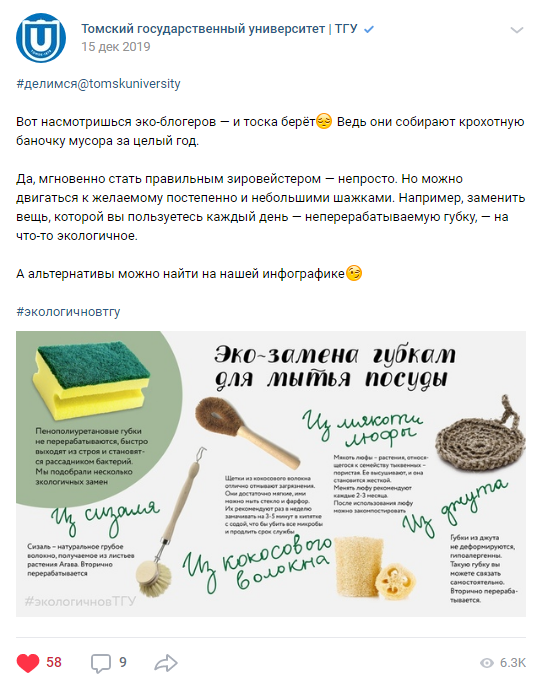 Томский государственный университет | ТГУ
15 дек 2019
#делимся@tomskuniversity
Вот насмотришься эко-блогеров — и тоска берёт😔 Ведь они собирают крохотную
баночку мусора за целый год.
Да, мгновенно стать правильным зировейстером — непросто. Но можно
двигаться к желаемому постепенно и небольшими шажками. Например, заменить
вещь, которой вы пользуетесь каждый день — неперерабатываемую губку, — на
что-то экологичное.
А альтернативы можно найти на нашей инфографике😉
#экологичновтгу
Эко-замена губкам
для мытья посуды
Пенополиуретановые губки
не перерабатываются, быстро
выходят из строя и становят-
ся рассадником бактерий.
Мы подобрали несколько
экологичных замен
Из сизаля
Сизаль – натуральное грубое
волокно, получаемое из листьев
растения Агава. Вторично
перерабатывается
#экологичновТГУ
Щетки из кокосового волокна
отлично отмывают загрязнения.
Они достаточно мягкие, ими
можно мыть стекло и фарфор.
Их рекомендуют раз в неделю
замачивать на 3-5 минут в кипятке
с содой, что бы убить все микробы
и продлить срок службы
Из кокосового
волокна
Из мякоти
люфы
Мякоть люфы – растения, относя-
щегося к семейству тыквенных –
пористая. Ее высушивают, и она
становится жесткой.
Менять люфу рекомендуют
каждые 2-3 месяца.
После использования люфу
можно закомпостировать
Из джута
Губки из джута
не деформируются,
гипоаллергенны.
Такую губку вы
можете связать
самостоятельно.
Вторично перераба-
тывается.
58
9
6.3K